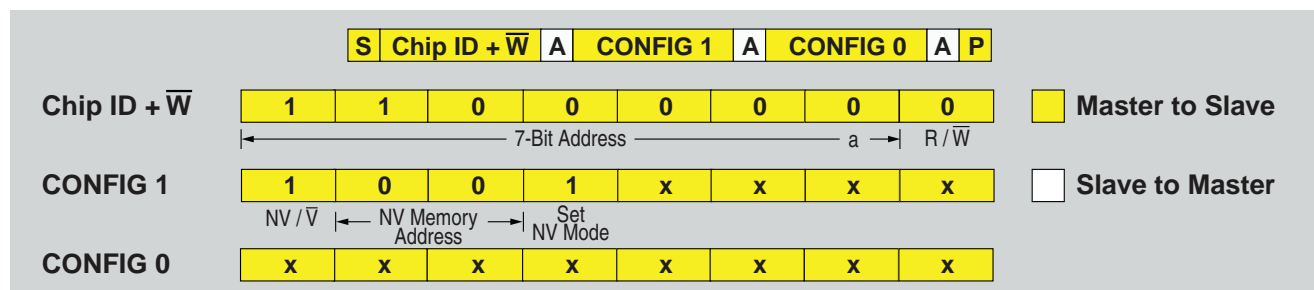 S Chip ID + W̅ A CONFIG 1 A CONFIG 0 A P
Chip ID + W̅ 1 1 0 0 0 0 0 0 Master to Slave
7-Bit Address a R / W̅
CONFIG 1 1 0 0 1 x x x x Slave to Master
NV / V̅ NV Memory Address Set NV Mode
CONFIG 0 x x x x x x x x